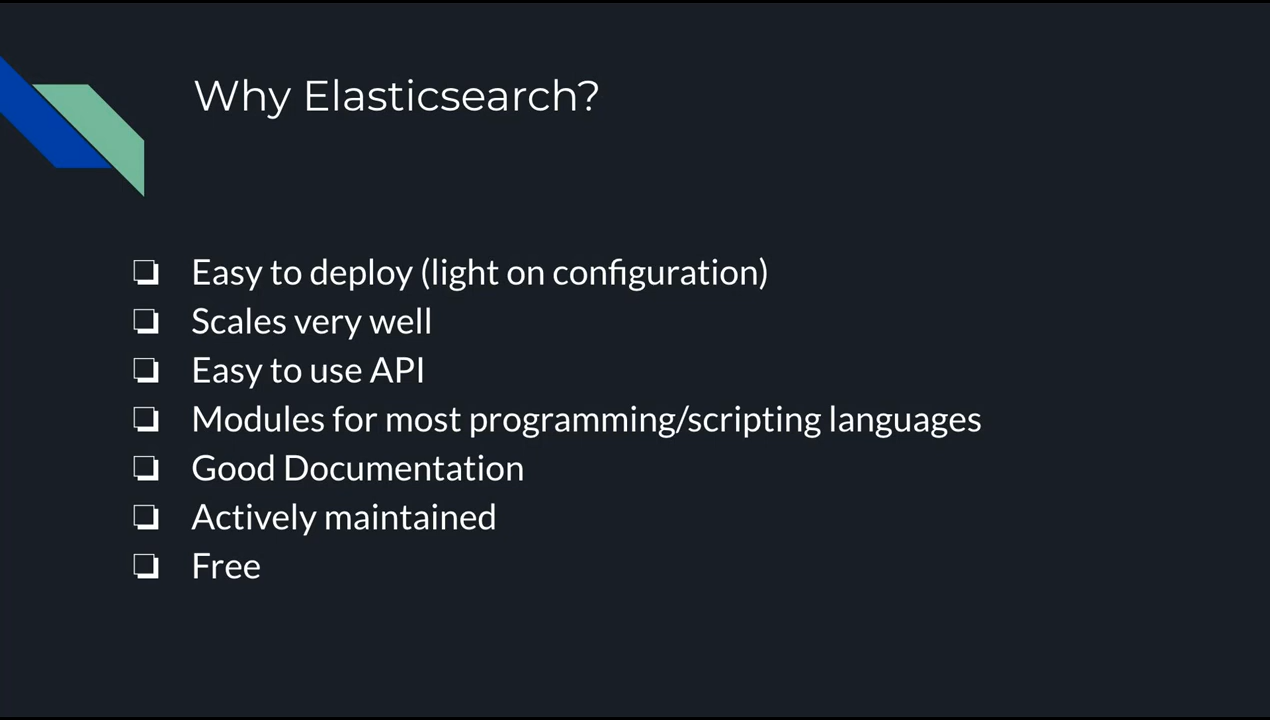 Why Elasticsearch?
❏ Easy to deploy (light on configuration)
❏ Scales very well
❏ Easy to use API
❏ Modules for most programming/scripting languages
❏ Good Documentation
❏ Actively maintained
❏ Free